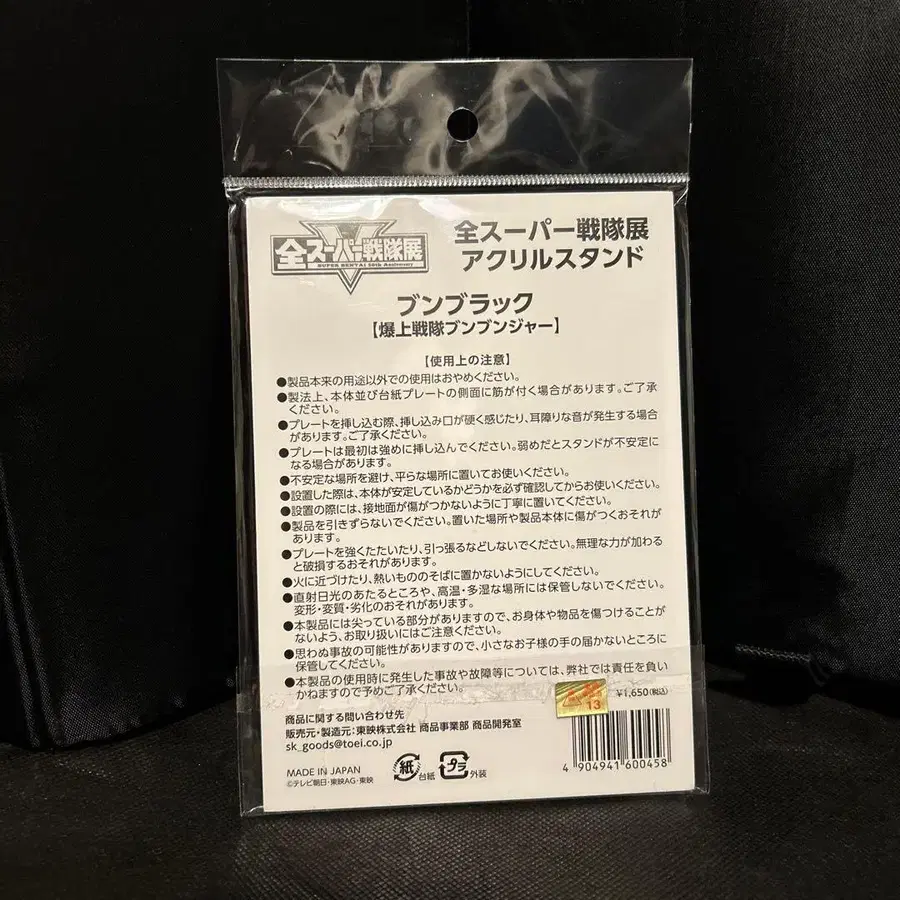 全スーパー戦隊展
SUPER SENTAI 50th Anniversary
全スーパー戦隊展
アクリルスタンド
ブンブラック
【爆上戦隊ブンブンジャー】
【使用上の注意】
●製品本来の用途以外での使用はおやめください。
●製法上、本体並び台紙プレートの側面に筋が付く場合があります。ご了承
ください。
●プレートを挿し込む際、挿し込み口が硬く感じたり、耳障りな音が発生する場合
があります。ご了承ください。
●プレートは最初は強めに挿し込んでください。弱めだとスタンドが不安定に
なる場合があります。
●不安定な場所を避け、平らな場所に置いてお使いください。
●設置した際は、本体が安定しているかどうかを必ず確認してからお使いください。
●設置の際には、接地面が傷がつかないように丁寧に置いてください。
●製品を引きずらないでください。置いた場所や製品本体に傷がつくおそれが
あります。
●プレートを強くたたいたり、引っ張るなどしないでください。無理な力が加わる
と破損するおそれがあります。
●火に近づけたり、熱いもののそばに置かないようにしてください。
●直射日光のあたるところや、高温・多湿な場所には保管しないでください。
変形・変質・劣化のおそれがあります。
●本製品には尖っている部分がありますので、お身体や物品を傷つけることが
ないよう、お取り扱いにはご注意ください。
●思わぬ事故の可能性がありますので、小さなお子様の手の届かないところに
保管してください。
●本製品の使用時に発生した事故や故障等については、弊社では責任を負い
かねますので予めご了承ください。
13
¥1,650(税込)
商品に関する問い合わせ先
販売元・製造元:東映株式会社 商品事業部 商品開発室
sk_goods@toei.co.jp
MADE IN JAPAN
©テレビ朝日・東映AG・東映
紙 台紙 プラ 外装
4 904941 600458